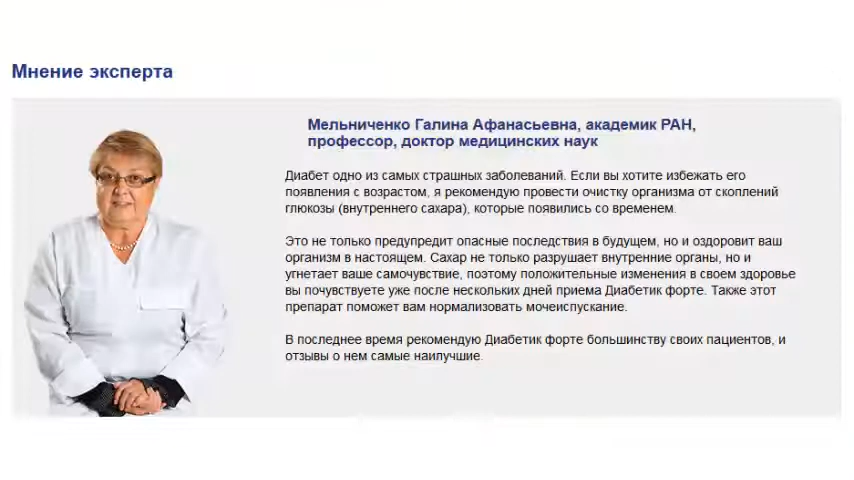 Мнение эксперта
Мельниченко Галина Афанасьевна, академик РАН,
профессор, доктор медицинских наук
Диабет одно из самых страшных заболеваний. Если вы хотите избежать его
появления с возрастом, я рекомендую провести очистку организма от скоплений
глюкозы (внутреннего сахара), которые появились со временем.
Это не только предупредит опасные последствия в будущем, но и оздоровит ваш
организм в настоящем. Сахар не только разрушает внутренние органы, но и
угнетает ваше самочувствие, поэтому положительные изменения в своем здоровье
вы почувствуете уже после нескольких дней приема Диабетик форте. Также этот
препарат поможет вам нормализовать мочеиспускание.
В последнее время рекомендую Диабетик форте большинству своих пациентов, и
отзывы о нем самые наилучшие.